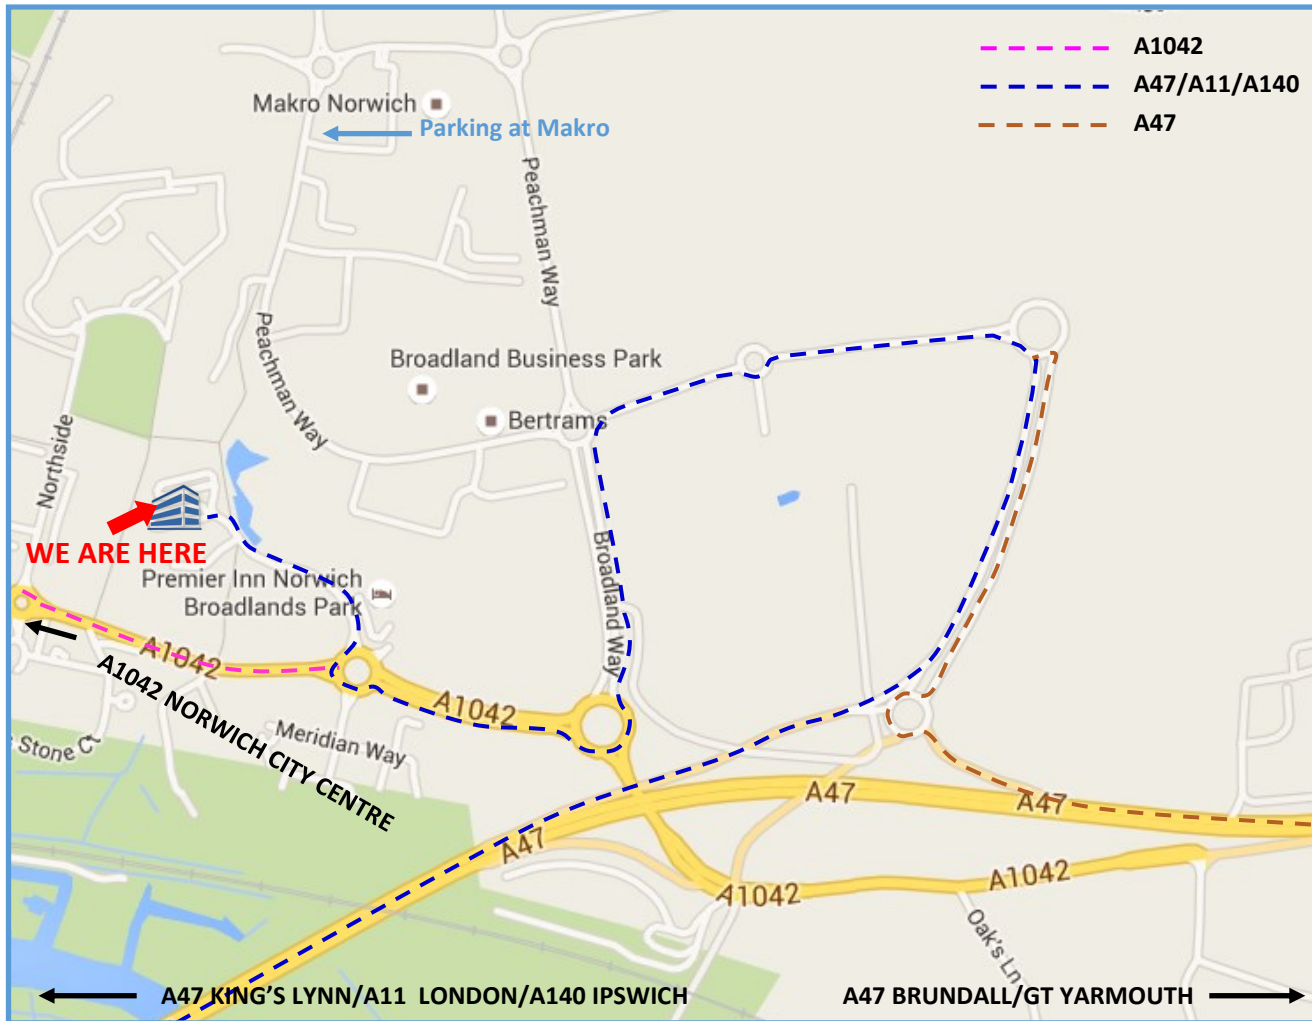 A1042
A47/A11/A140
A47
Makro Norwich
Parking at Makro
Peachman Way
Peachman Way
Broadland Business Park
Bertrams
Northside
WE ARE HERE
Premier Inn Norwich
Broadlands Park
Broadland Way
A1042
A1042
A1042 NORWICH CITY CENTRE
Meridian Way
Stone Ct
A47
A47
A47
A1042
A1042
Oak's Ln
A47 KING'S LYNN/A11 LONDON/A140 IPSWICH
A47 BRUNDALL/GT YARMOUTH